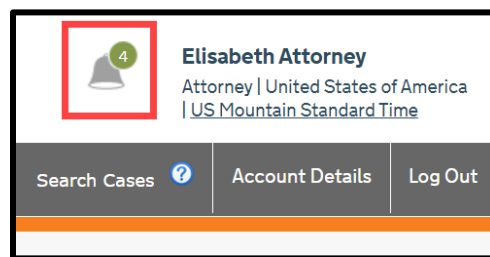 4
Elisabeth Attorney
Attorney | United States of America
| US Mountain Standard Time
Search Cases ?
Account Details
Log Out